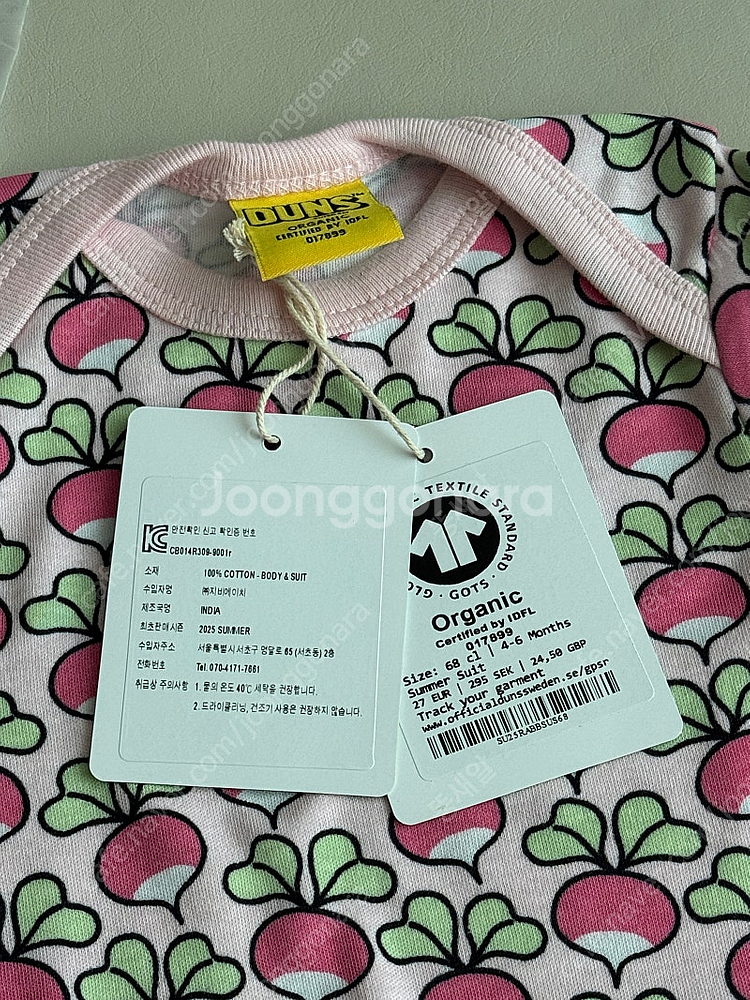 DUNS™
ORGANIC
CERTIFIED BY IDFL
017899
Joonggonara
KC 안전확인 신고 확인증 번호
CB014R309-9001r
소재 100% COTTON - BODY & SUIT
수입자명 ㈜지비에이치
제조국명 INDIA
최초판매시즌 2025 SUMMER
수입자주소 서울특별시서초구 명달로 65 (서초동) 2층
전화번호 Tel. 070-4171-7661
취급상 주의사항 1. 물의 온도 40℃ 세탁을 권장합니다.
2. 드라이클리닝, 건조기 사용은 권장하지 않습니다.
TEXTILE STANDARD · GOTS ·
Organic
Certified by IDFL
017899
Size: 68 cl | 4-6 Months
Summer Suit
27 EUR | 295 SEK | 24,50 GBP
Track your garment
www.officialdunssweden.se/gpsr
SU25RABBSUS68